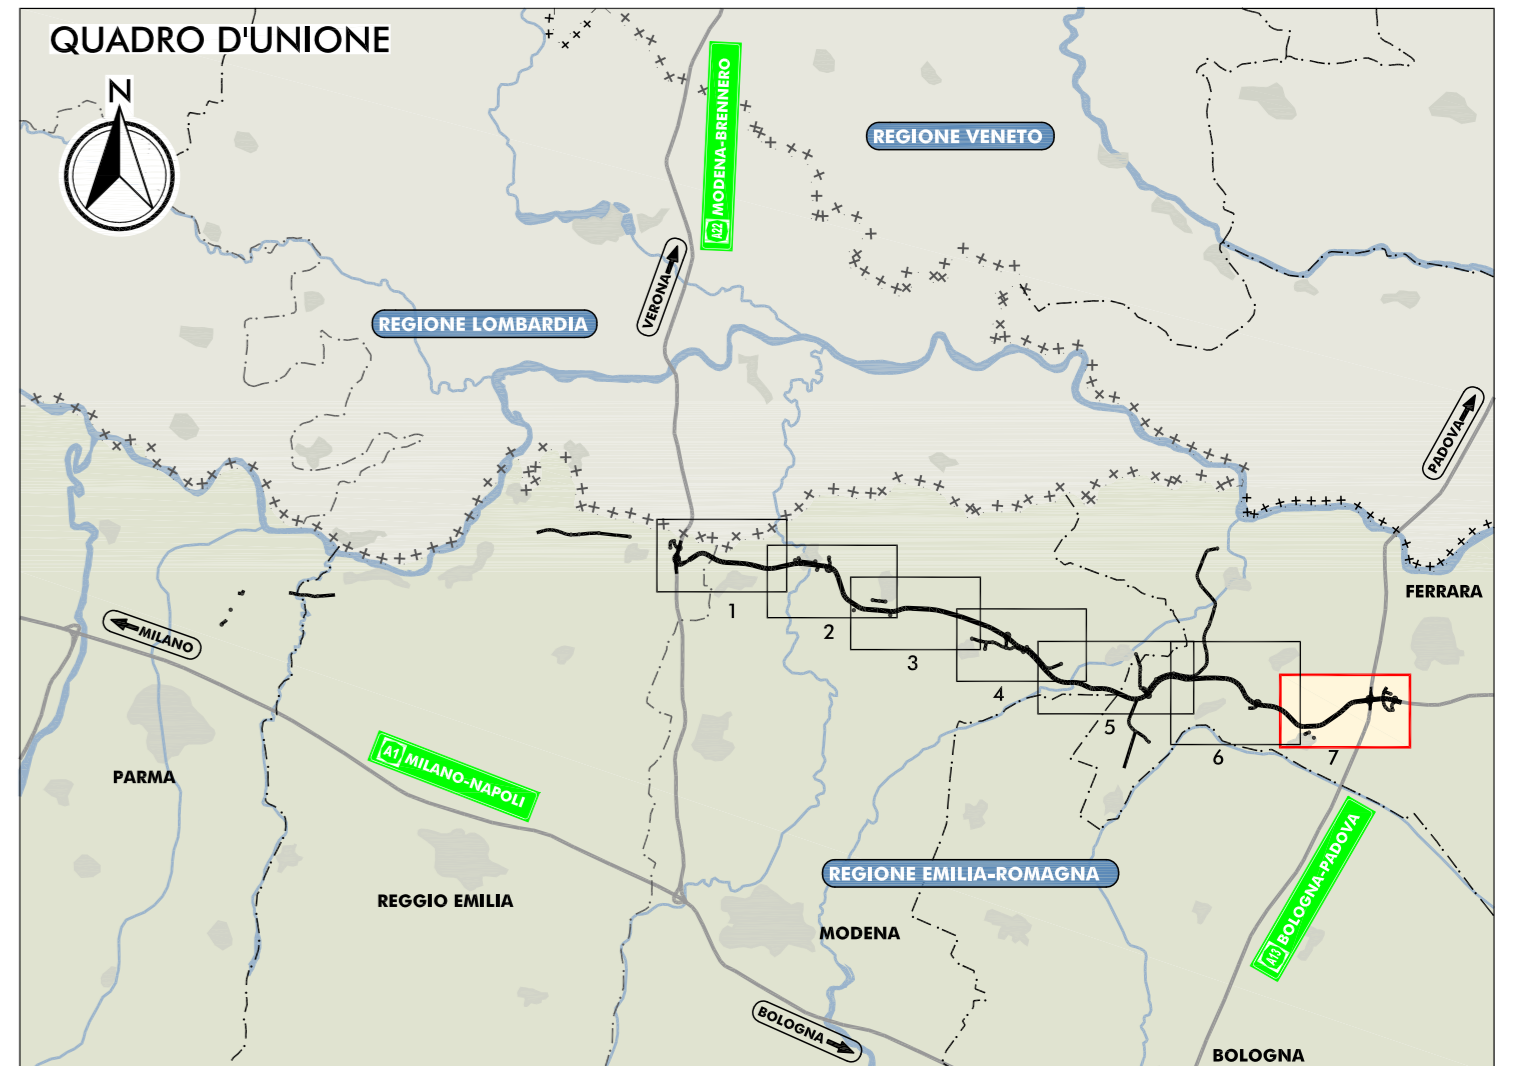 QUADRO D'UNIONE
N
A22 MODENA-BRENNERO
REGIONE VENETO
VERONA
REGIONE LOMBARDIA
PADOVA
FERRARA
MILANO
1
2
3
4
5
6
7
PARMA
A1 MILANO-NAPOLI
REGIONE EMILIA-ROMAGNA
A13 BOLOGNA-PADOVA
REGGIO EMILIA
MODENA
BOLOGNA
BOLOGNA